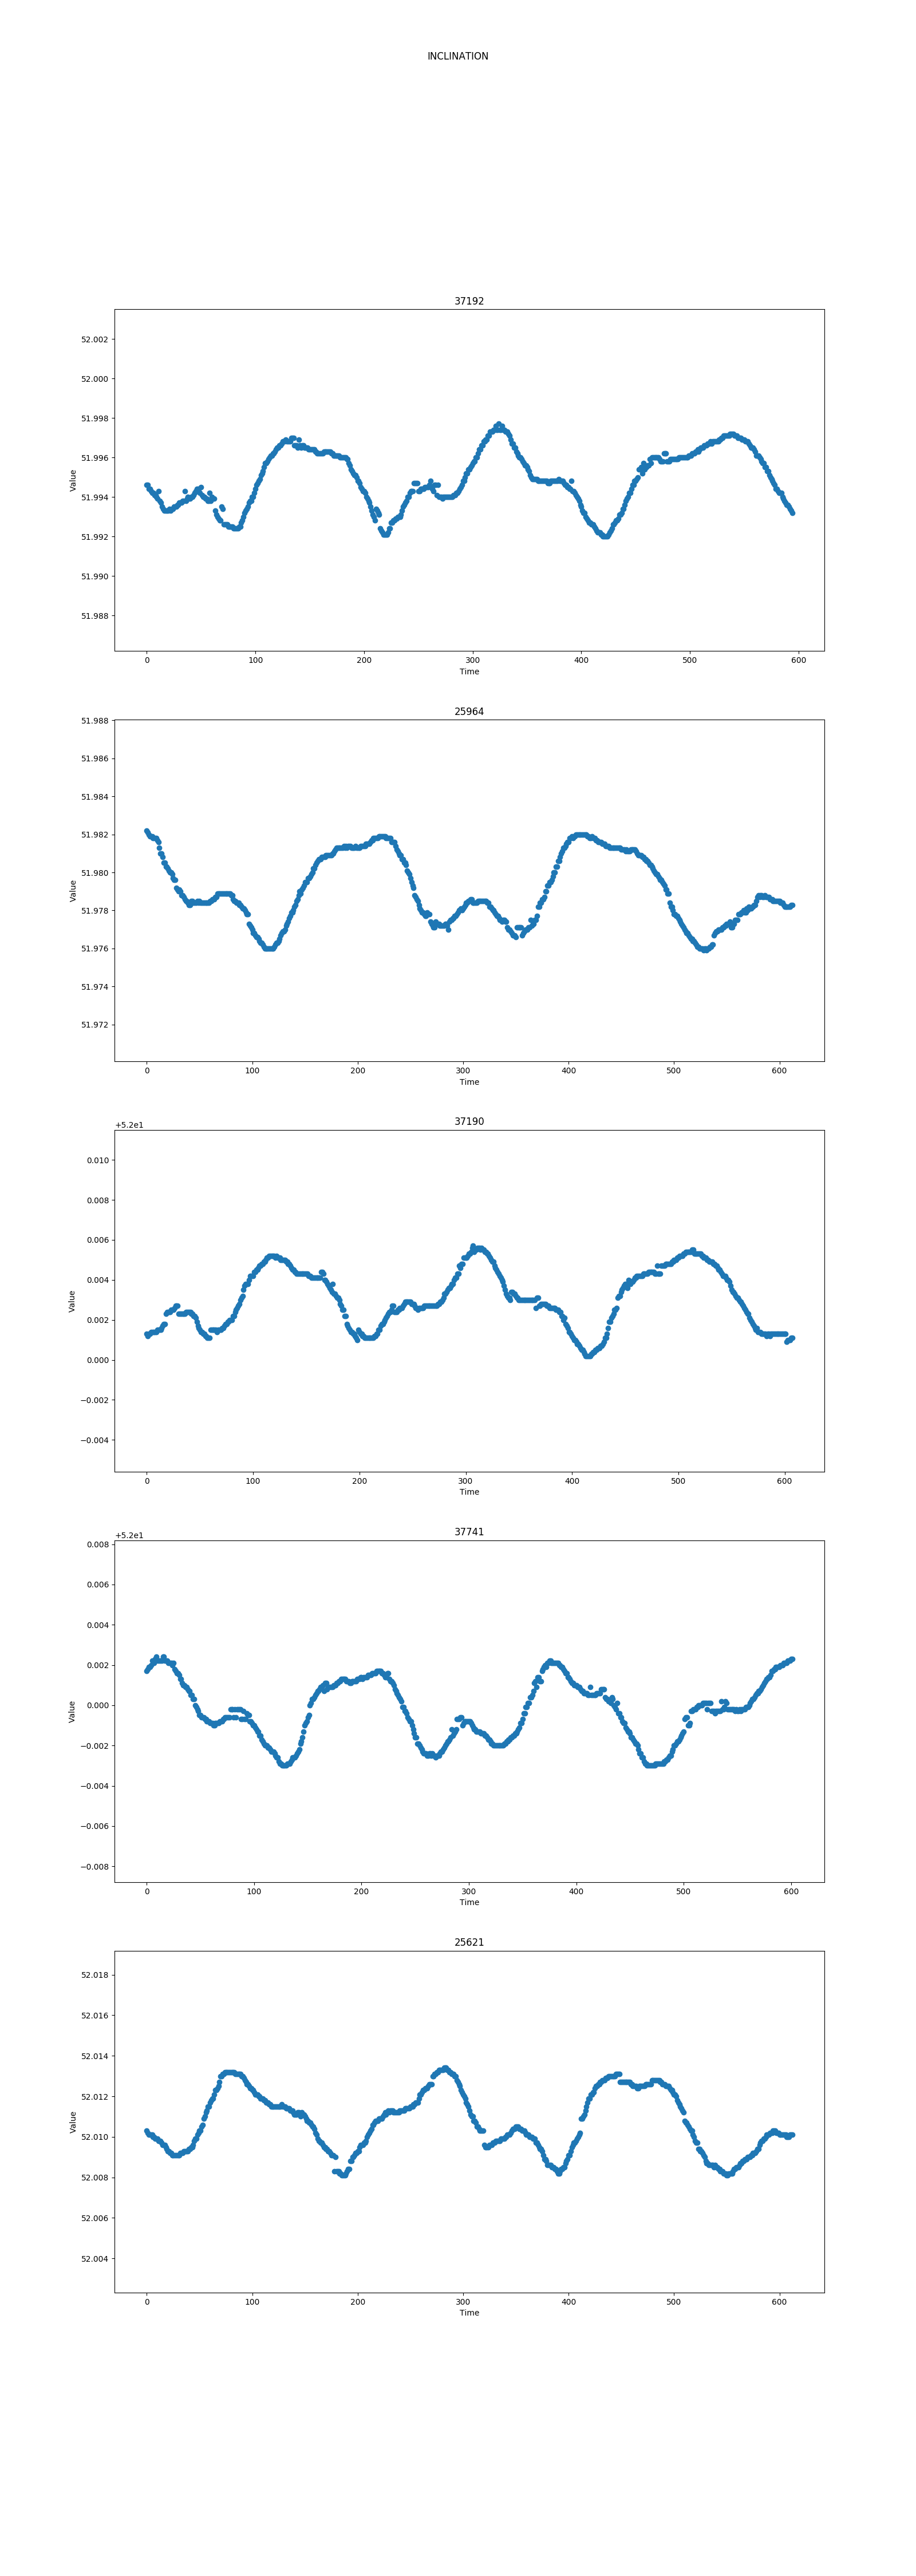 INCLINATION
37192
52.002
52.000
51.998
51.996
51.994
51.992
51.990
51.988
Value
0 100 200 300 400 500 600
Time
25964
51.988
51.986
51.984
51.982
51.980
51.978
51.976
51.974
51.972
Value
0 100 200 300 400 500 600
Time
37190
+5.2e1
0.010
0.008
0.006
0.004
0.002
0.000
−0.002
−0.004
Value
0 100 200 300 400 500 600
Time
37741
+5.2e1
0.008
0.006
0.004
0.002
0.000
−0.002
−0.004
−0.006
−0.008
Value
0 100 200 300 400 500 600
Time
25621
52.018
52.016
52.014
52.012
52.010
52.008
52.006
52.004
Value
0 100 200 300 400 500 600
Time